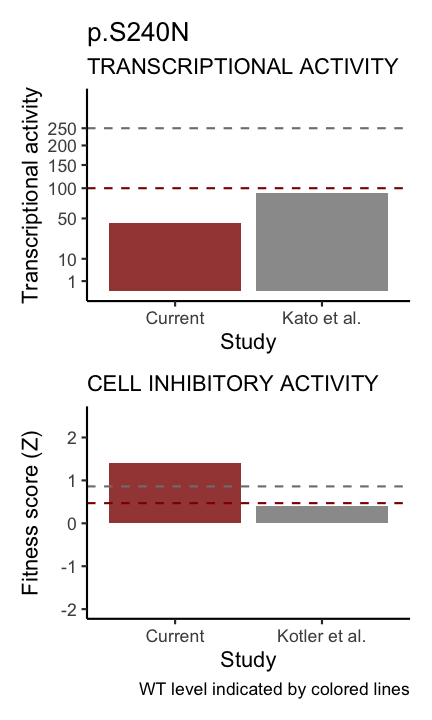 p.S240N
TRANSCRIPTIONAL ACTIVITY
Transcriptional activity
250
200
150
100
50
10
1
Current
Kato et al.
Study
CELL INHIBITORY ACTIVITY
Fitness score (Z)
2
1
0
-1
-2
Current
Kotler et al.
Study
WT level indicated by colored lines